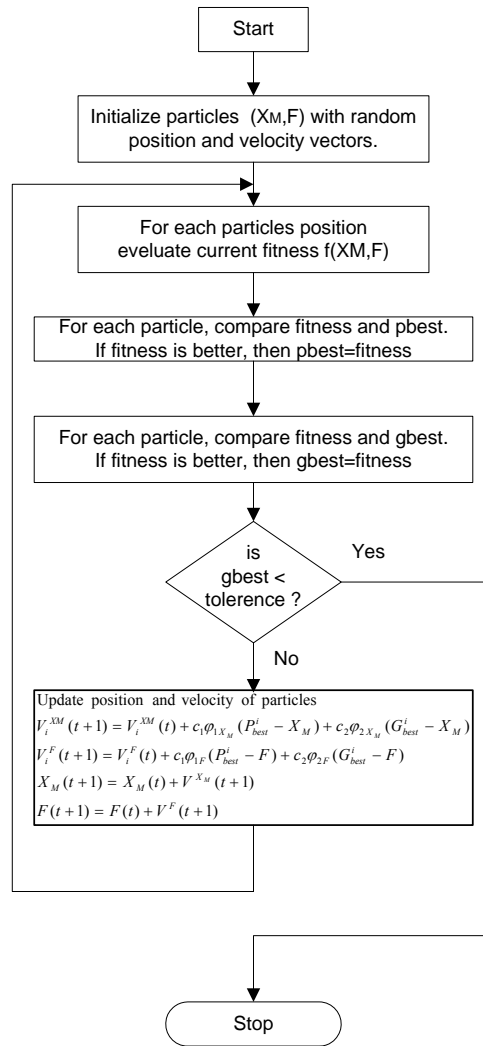 Start
Initialize particles (XM,F) with random
position and velocity vectors.
For each particles position
eveluate current fitness f(XM,F)
For each particle, compare fitness and pbest.
If fitness is better, then pbest=fitness
For each particle, compare fitness and gbest.
If fitness is better, then gbest=fitness
is
gbest <
tolerence ?
Yes
No
Update position and velocity of particles
V_i^{XM}(t+1) = V_i^{XM}(t) + c_1φ_{1X_M}(P_{best}^i − X_M) + c_2φ_{2X_M}(G_{best}^i − X_M)
V_i^F(t+1) = V_i^F(t) + c_1φ_{1F}(P_{best}^i − F) + c_2φ_{2F}(G_{best}^i − F)
X_M(t+1) = X_M(t) + V^{X_M}(t+1)
F(t+1) = F(t) + V^F(t+1)
Stop